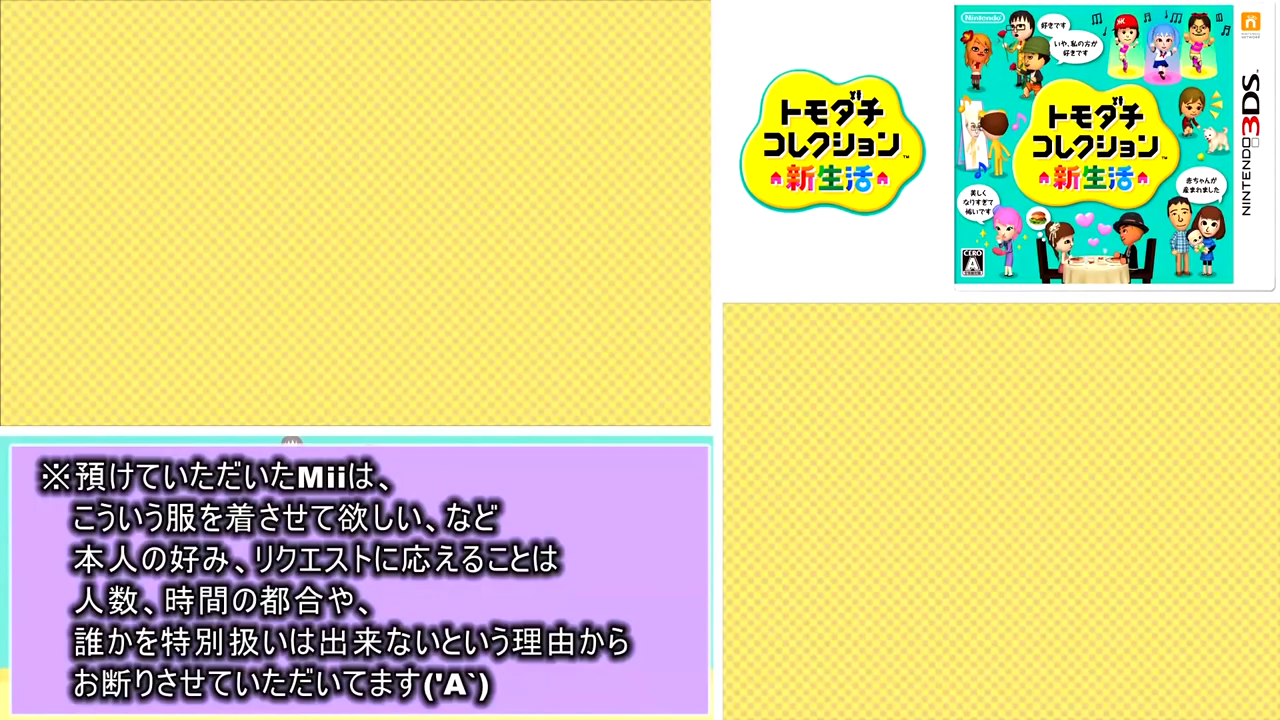 トモダチ
コレクション™
新生活
Nintendo
好きです
いや、私の方が
好きです
トモダチ
コレクション™
新生活
赤ちゃんが
産まれました
美しく
なりすぎて
怖いです
CERO
A
NINTENDO 3DS
※預けていただいたMiiは、
こういう服を着させて欲しい、など
本人の好み、リクエストに応えることは
人数、時間の都合や、
誰かを特別扱いは出来ないという理由から
お断りさせていただいてます('A`)